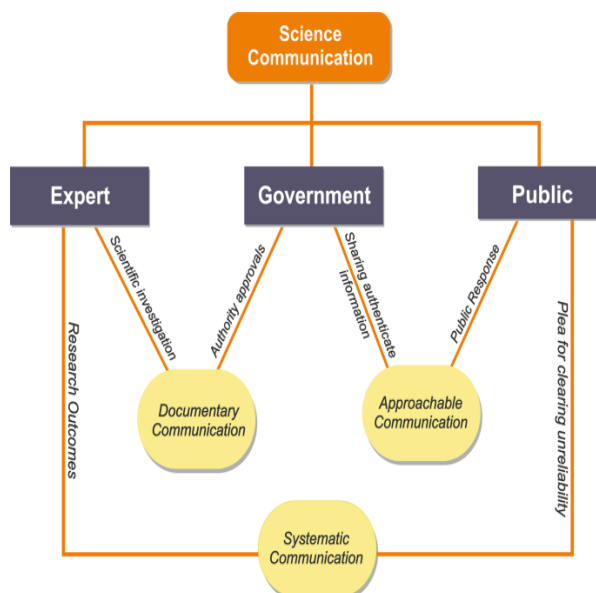 Science
Communication
Expert
Government
Public
Scientific investigation
Authority approvals
Sharing authenticate
information
Public Response
Research Outcomes
Plea for clearing unreliability
Documentary
Communication
Approachable
Communication
Systematic
Communication